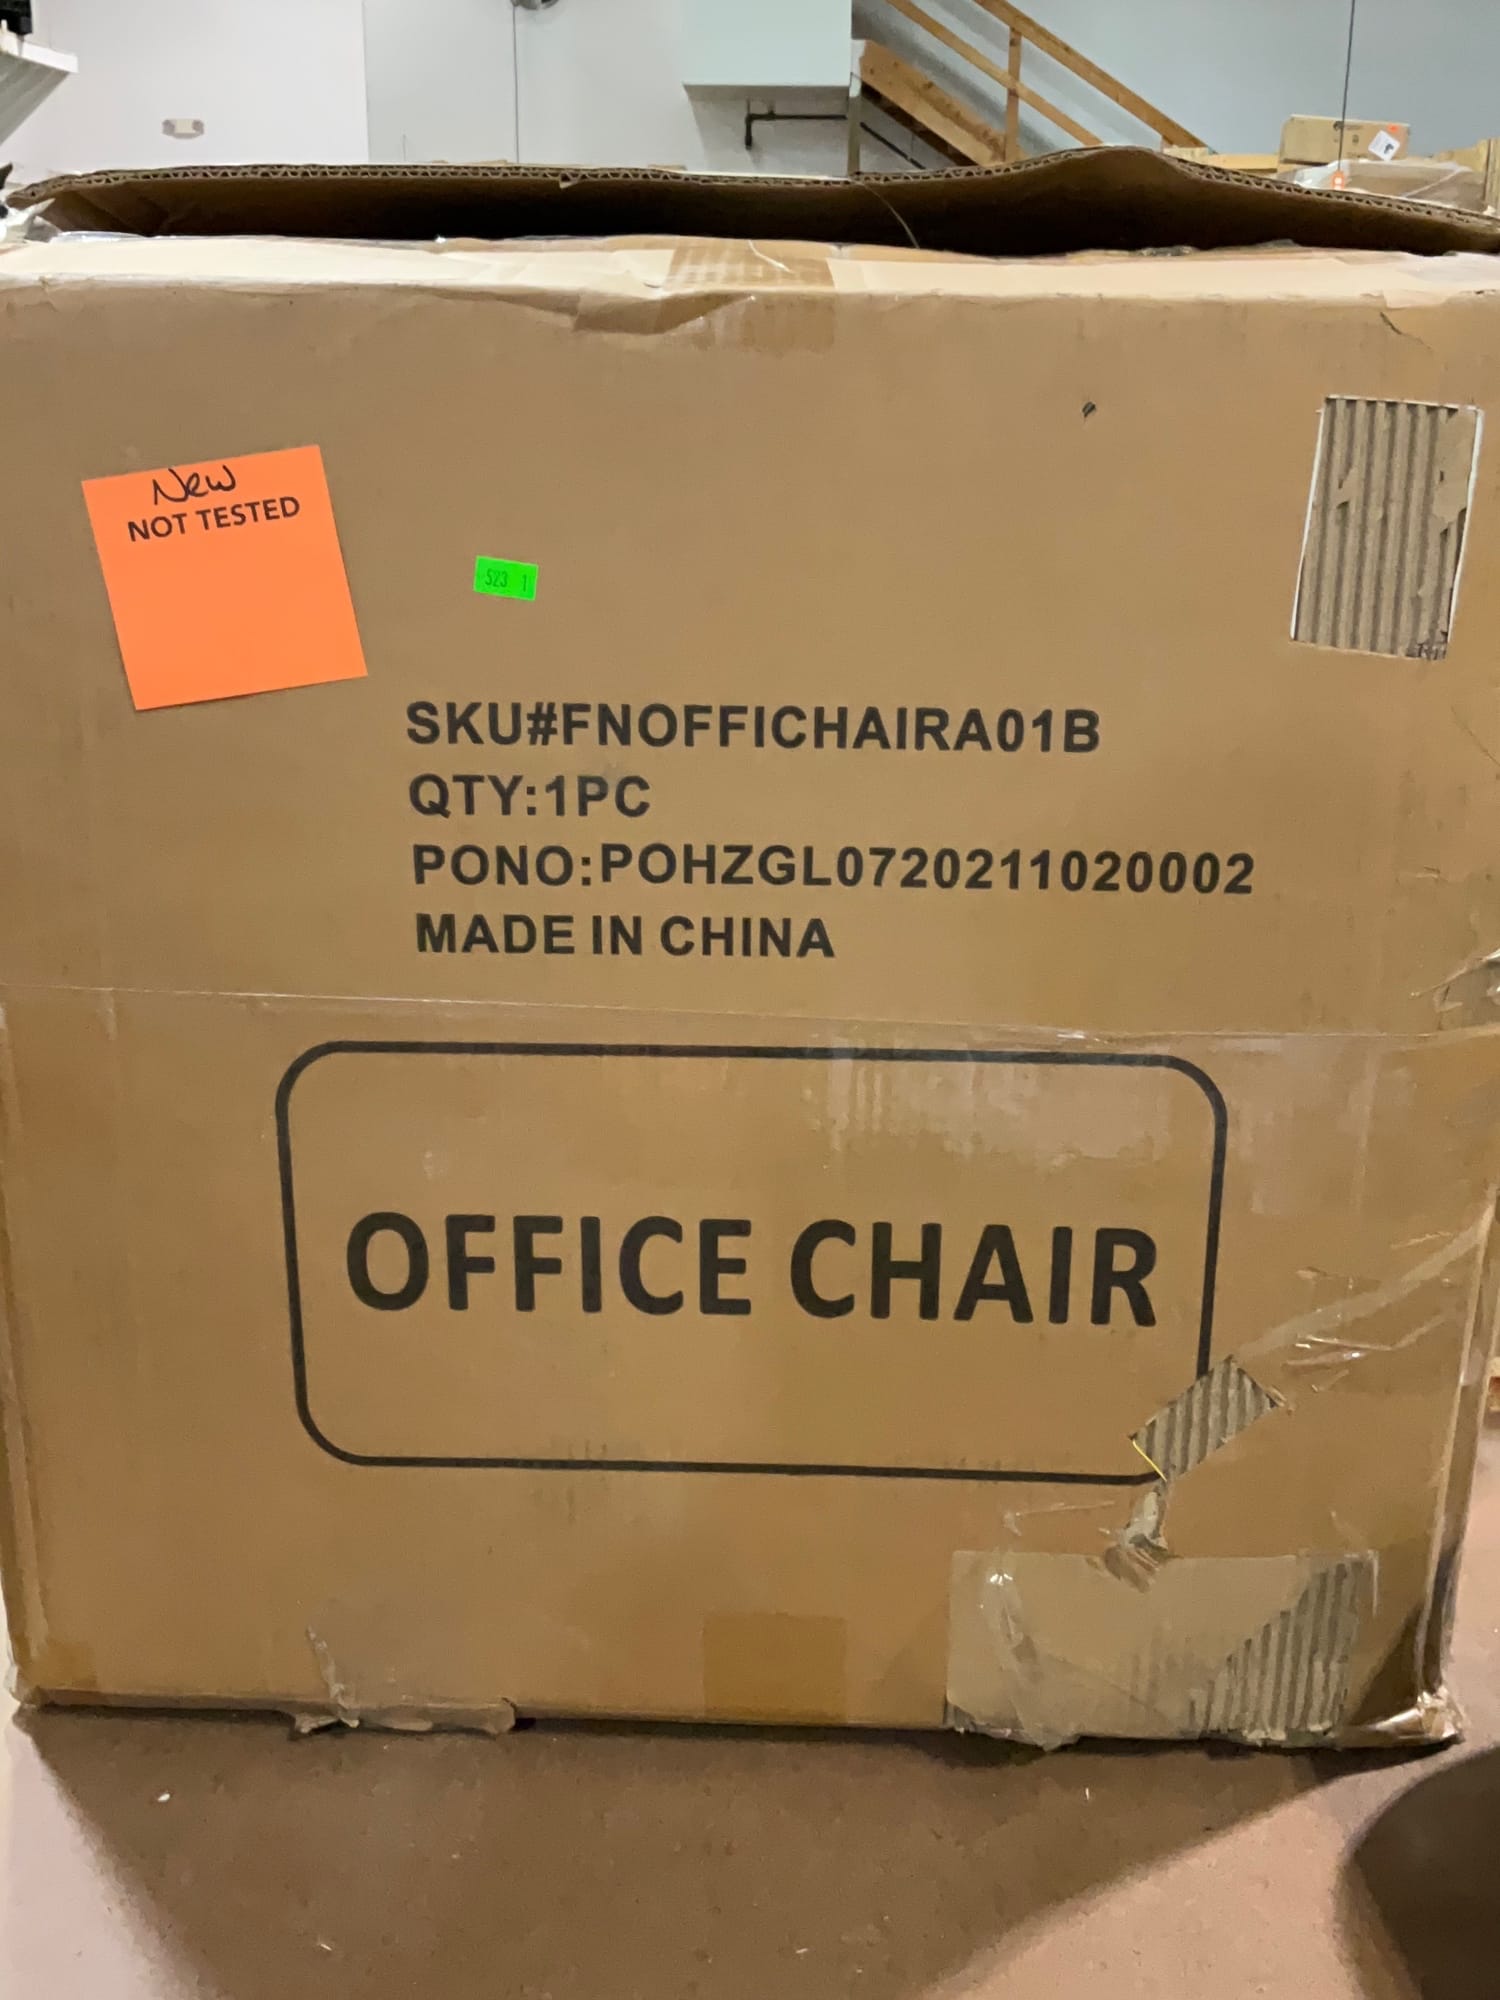 New
NOT TESTED
523 1
SKU#FNOFFICHAIRA01B
QTY:1PC
PONO:POHZGL0720211020002
MADE IN CHINA
OFFICE CHAIR